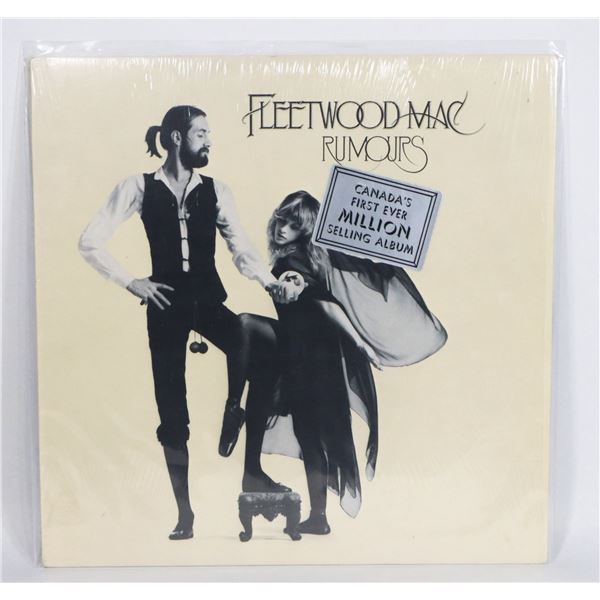 FLEETWOOD MAC
RUMOURS
CANADA'S
FIRST EVER
MILLION
SELLING ALBUM